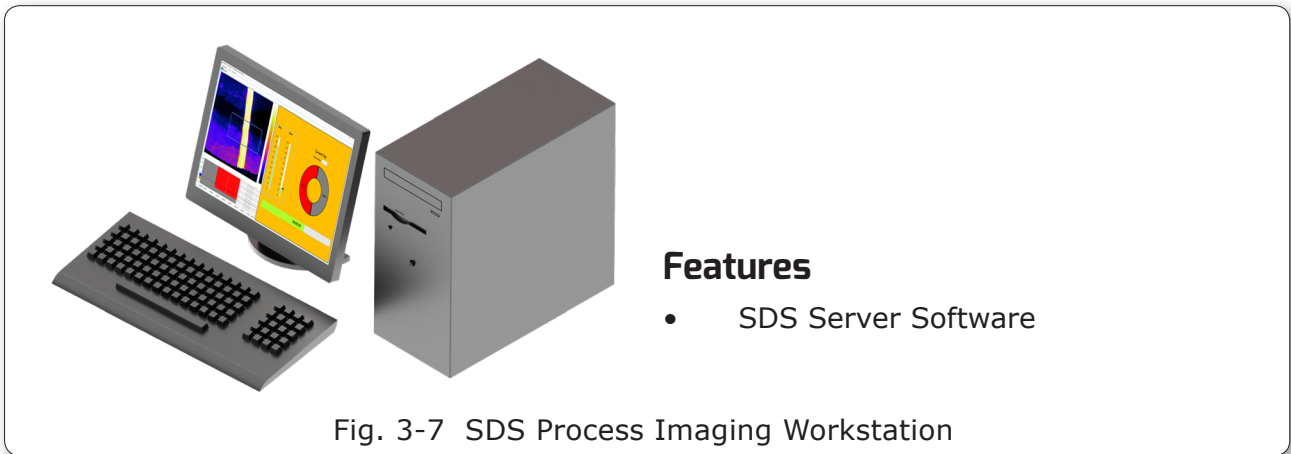 Features
• SDS Server Software
Fig. 3-7 SDS Process Imaging Workstation